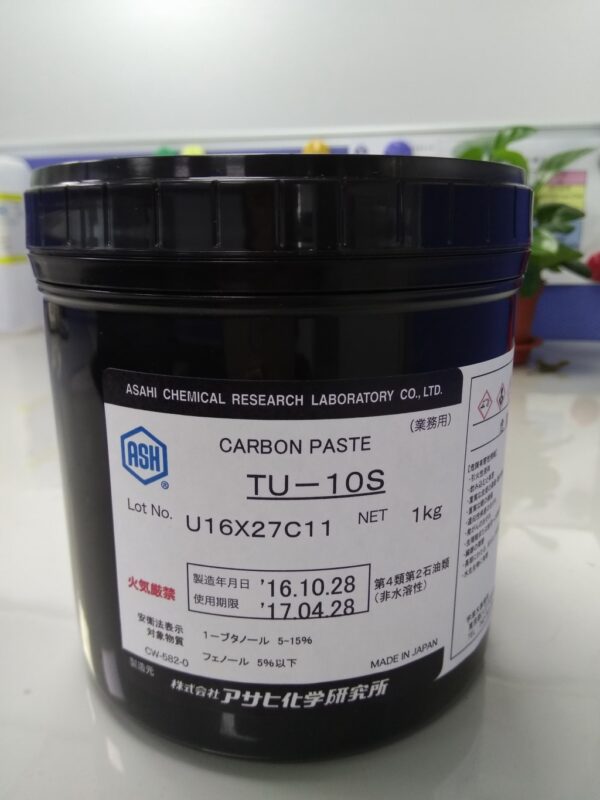 ASAHI CHEMICAL RESEARCH LABORATORY CO., LTD.
(業務用)
ASH
®
CARBON PASTE
TU-10S
Lot No. U16X27C11 NET 1kg
火気厳禁
製造年月日 '16.10.28
使用期限 '17.04.28
第4類第2石油類
(非水溶性)
安衛法表示
対象物質
1-ブタノール 5-15%
フェノール 5%以下
CW-582-0
MADE IN JAPAN
製造元
株式会社 アサヒ化学研究所